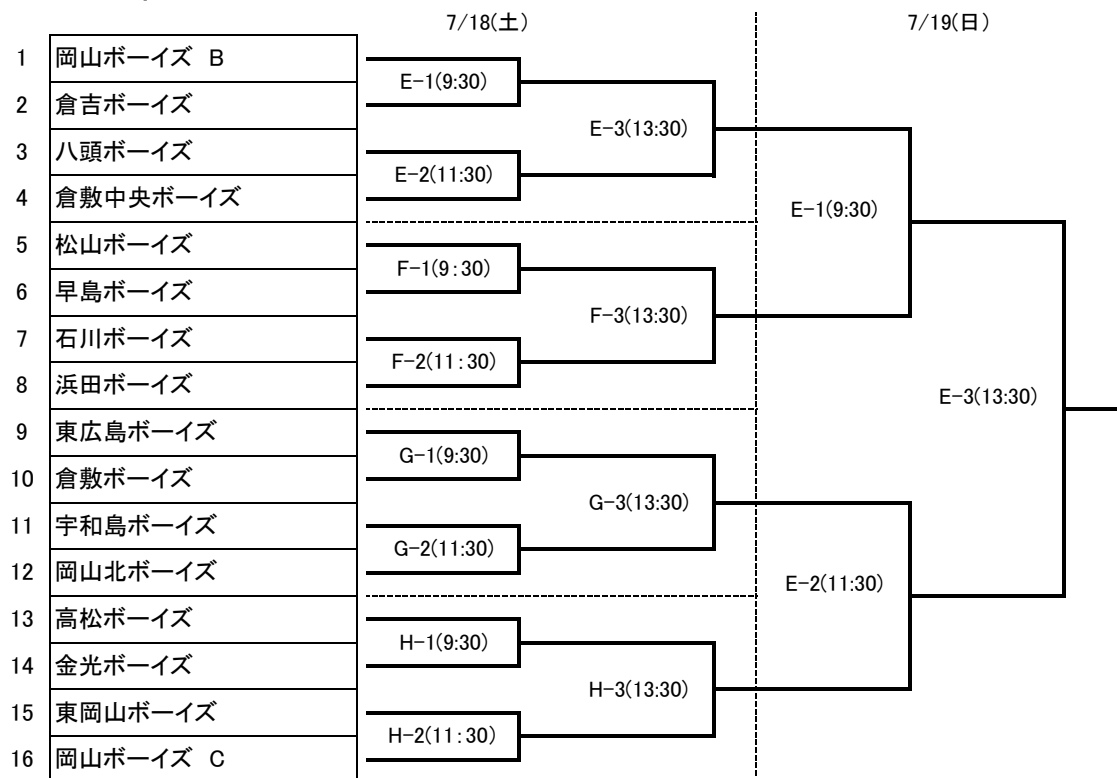 7/18(土) 7/19(日)
1 岡山ボーイズ B
E-1(9:30)
2 倉吉ボーイズ
E-3(13:30)
3 八頭ボーイズ
E-2(11:30)
4 倉敷中央ボーイズ
E-1(9:30)
5 松山ボーイズ
F-1(9:30)
6 早島ボーイズ
F-3(13:30)
7 石川ボーイズ
F-2(11:30)
8 浜田ボーイズ
E-3(13:30)
9 東広島ボーイズ
G-1(9:30)
10 倉敷ボーイズ
G-3(13:30)
11 宇和島ボーイズ
G-2(11:30)
12 岡山北ボーイズ
E-2(11:30)
13 高松ボーイズ
H-1(9:30)
14 金光ボーイズ
H-3(13:30)
15 東岡山ボーイズ
H-2(11:30)
16 岡山ボーイズ C